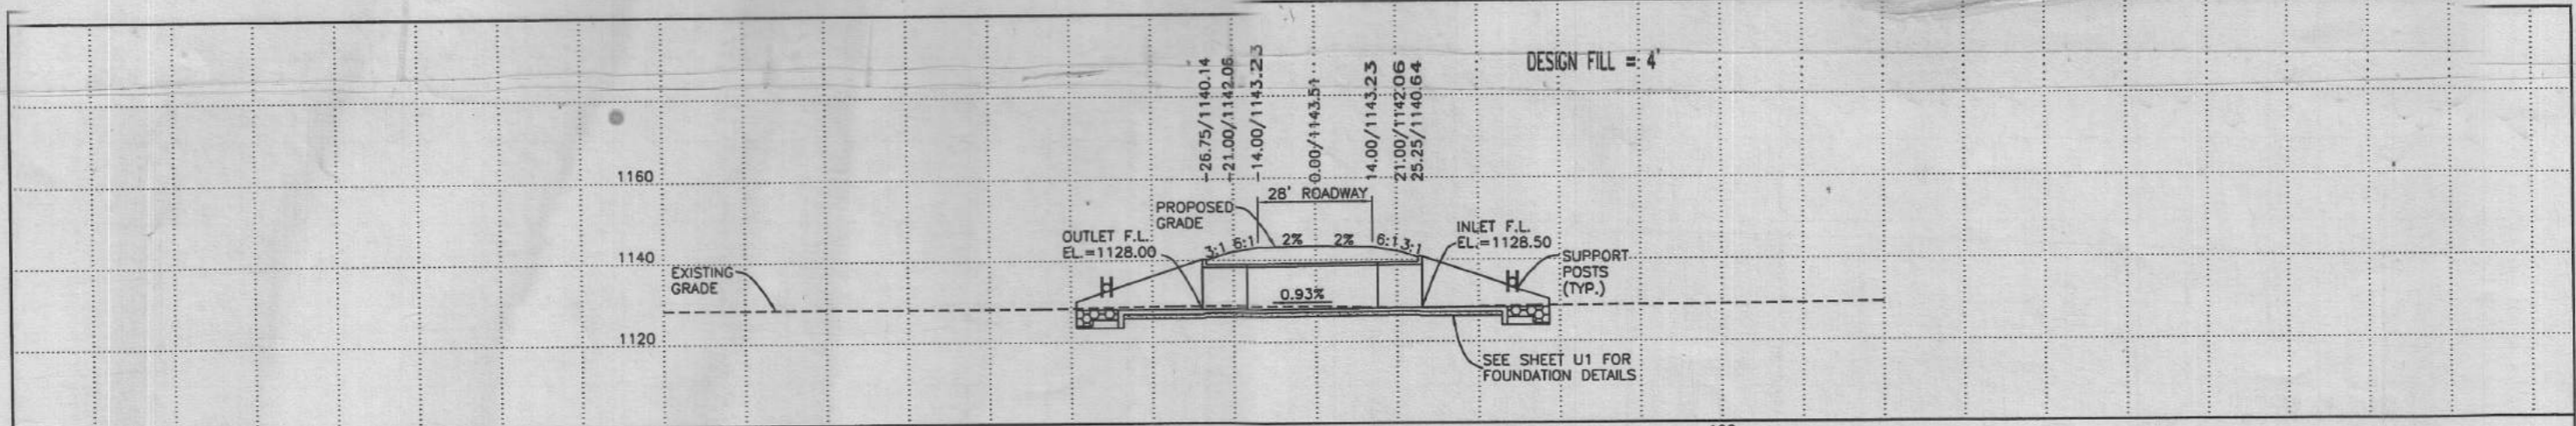 DESIGN FILL = 4'
-26.75/1140.14
-21.00/1142.06
-14.00/1143.23
0.00/1143.51
14.00/1143.23
21.00/1142.06
25.25/1140.64
1160
28' ROADWAY
PROPOSED
GRADE
OUTLET F.L.
EL.=1128.00
3:1 6:1 2% 2% 6:1 3:1
INLET F.L.
EL.=1128.50
1140
EXISTING
GRADE
H
H
SUPPORT
POSTS
(TYP.)
0.93%
1120
SEE SHEET U1 FOR
FOUNDATION DETAILS